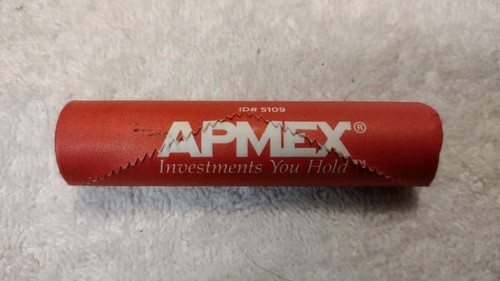 ID# 5109
APMEX®
Investments You Hold